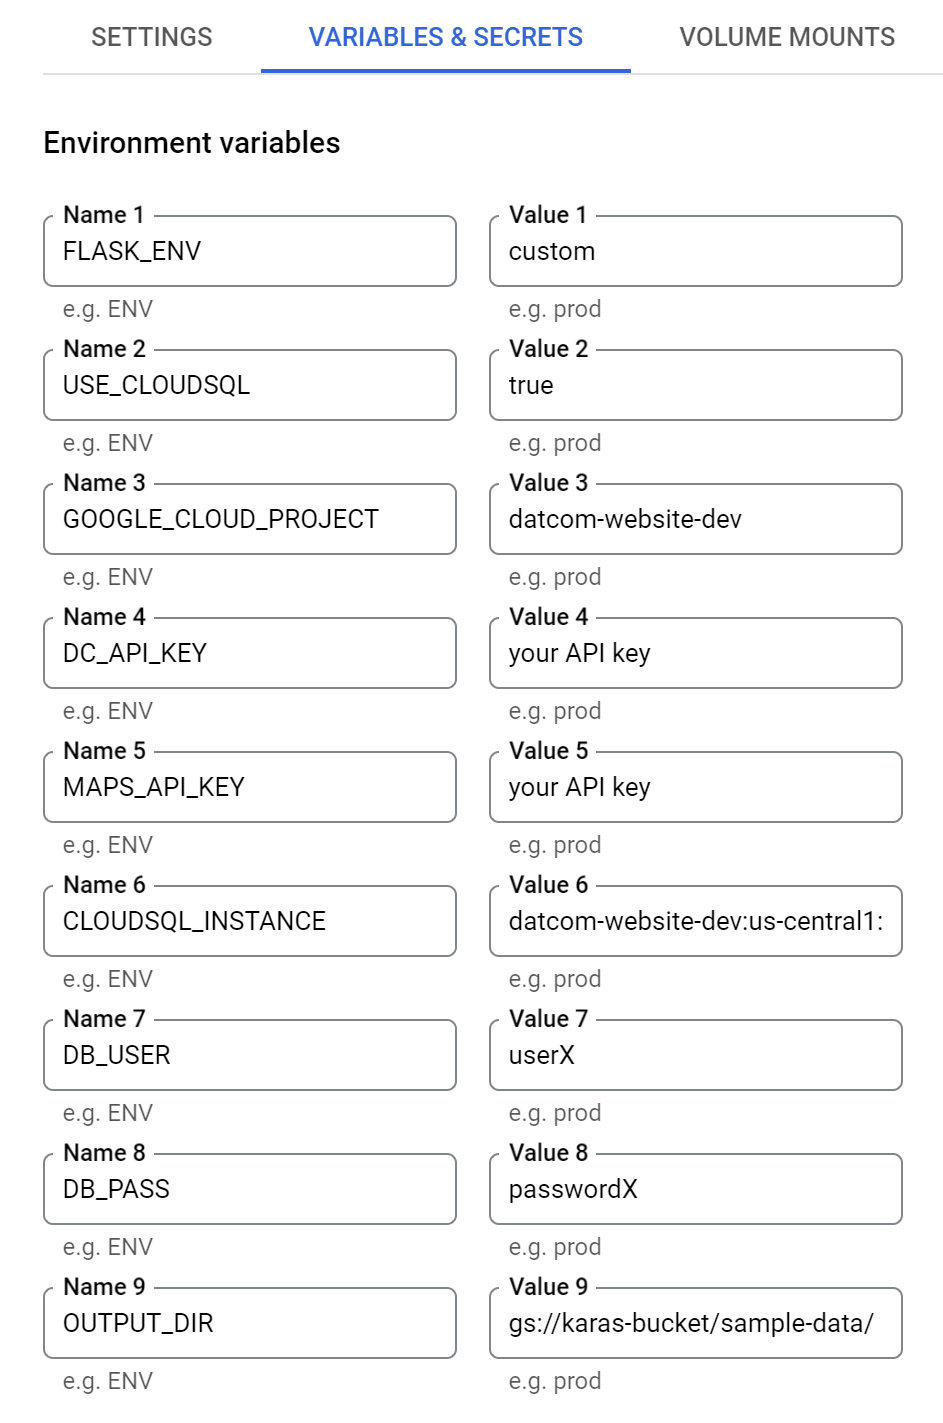 SETTINGS VARIABLES & SECRETS VOLUME MOUNTS
Environment variables
Name 1 Value 1
FLASK_ENV custom
e.g. ENV e.g. prod
Name 2 Value 2
USE_CLOUDSQL true
e.g. ENV e.g. prod
Name 3 Value 3
GOOGLE_CLOUD_PROJECT datcom-website-dev
e.g. ENV e.g. prod
Name 4 Value 4
DC_API_KEY your API key
e.g. ENV e.g. prod
Name 5 Value 5
MAPS_API_KEY your API key
e.g. ENV e.g. prod
Name 6 Value 6
CLOUDSQL_INSTANCE datcom-website-dev:us-central1:
e.g. ENV e.g. prod
Name 7 Value 7
DB_USER userX
e.g. ENV e.g. prod
Name 8 Value 8
DB_PASS passwordX
e.g. ENV e.g. prod
Name 9 Value 9
OUTPUT_DIR gs://karas-bucket/sample-data/
e.g. ENV e.g. prod